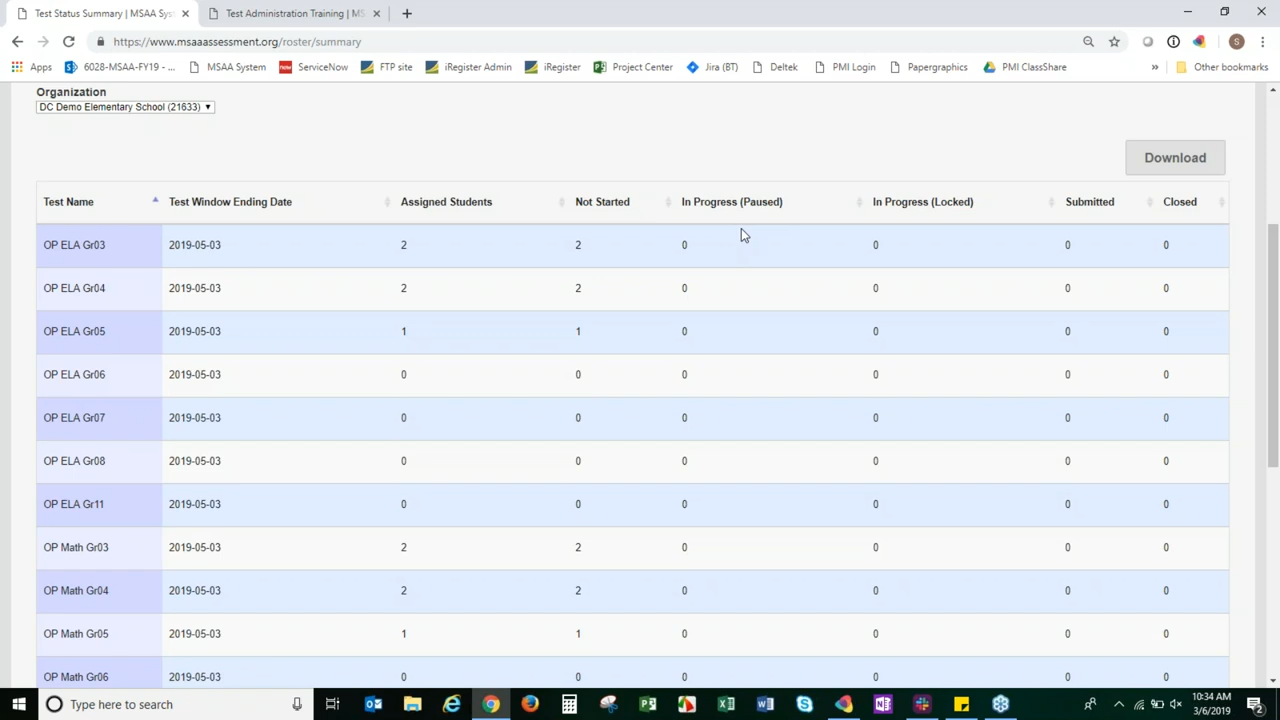 Test Status Summary | MSAA Sys
Test Administration Training | MS
https://www.msaaassessment.org/roster/summary
Apps 6028-MSAA-FY19 - ... MSAA System now ServiceNow FTP site iRegister Admin iRegister Project Center Jira (BT) Deltek PMI Login Papergraphics PMI ClassShare » Other bookmarks
Organization
DC Demo Elementary School (21633)
Download
Test Name Test Window Ending Date Assigned Students Not Started In Progress (Paused) In Progress (Locked) Submitted Closed
OP ELA Gr03 2019-05-03 2 2 0 0 0 0
OP ELA Gr04 2019-05-03 2 2 0 0 0 0
OP ELA Gr05 2019-05-03 1 1 0 0 0 0
OP ELA Gr06 2019-05-03 0 0 0 0 0 0
OP ELA Gr07 2019-05-03 0 0 0 0 0 0
OP ELA Gr08 2019-05-03 0 0 0 0 0 0
OP ELA Gr11 2019-05-03 0 0 0 0 0 0
OP Math Gr03 2019-05-03 2 2 0 0 0 0
OP Math Gr04 2019-05-03 2 2 0 0 0 0
OP Math Gr05 2019-05-03 1 1 0 0 0 0
OP Math Gr06 2019-05-03 0 0 0 0 0 0
Type here to search
10:34 AM
3/6/2019
2